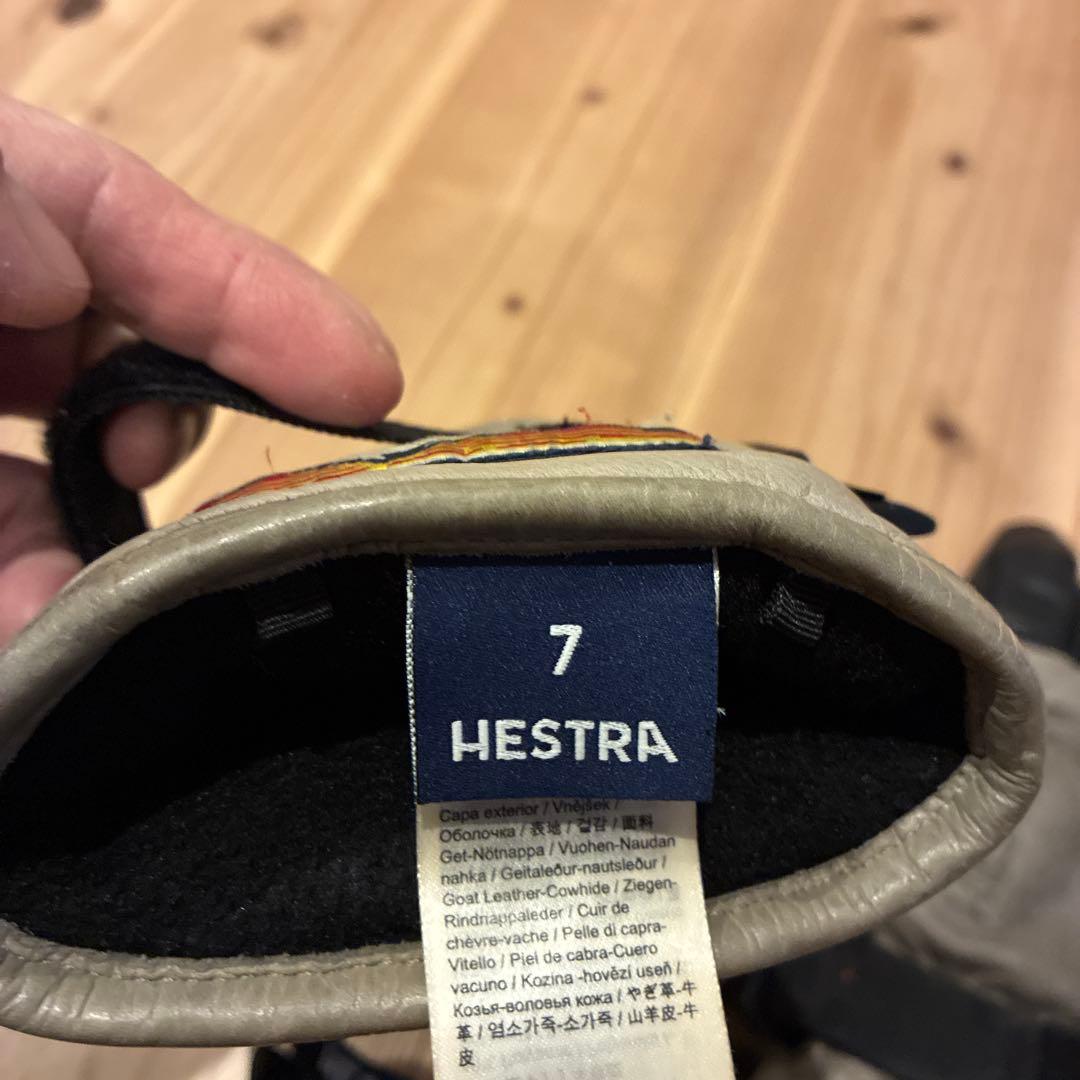 7
HESTRA
Capa exterior / Vnějšek /
Оболочка / 表地 / 겉감 / 面料
Get-Nötnappa / Vuohen-Naudan
nahka / Geitaleður-nautsleður /
Goat Leather-Cowhide / Ziegen-
Rindnappaleder / Cuir de
chèvre-vache / Pelle di capra-
Vitello / Piel de cabra-Cuero
vacuno / Kozina -hovězí useň /
Козья-воловья кожа / やぎ革-牛
革 / 염소가죽-소가죽 / 山羊皮-牛
皮